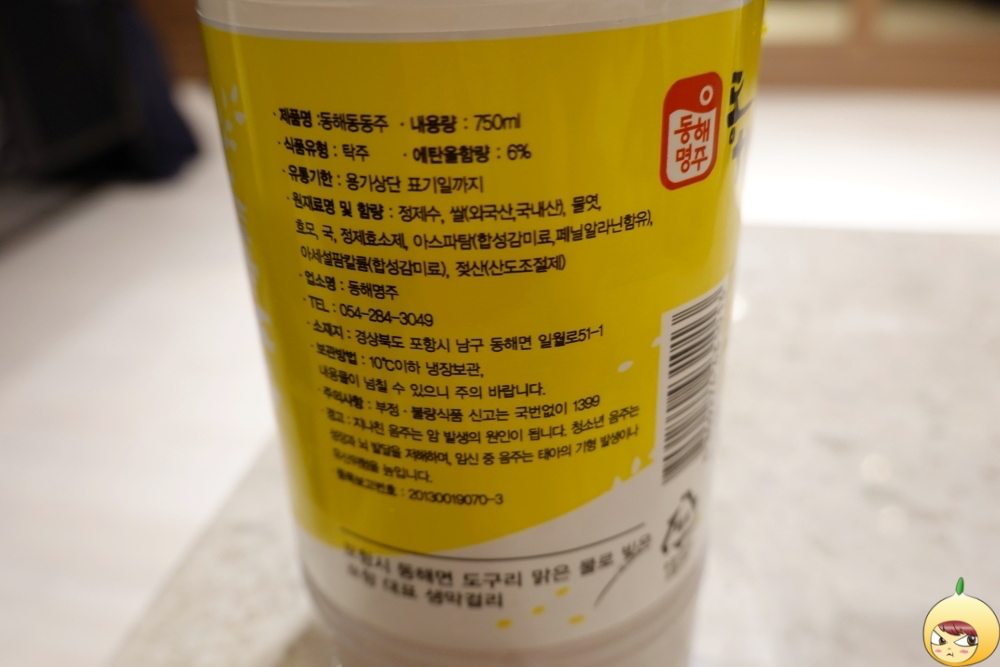 · 제품명 : 동해동동주 · 내용량 : 750ml
· 식품유형 : 탁주 · 에탄올함량 : 6%
· 유통기한 : 용기상단 표기일까지
· 원재료명 및 함량 : 정제수, 쌀(외국산,국내산), 물엿,
효모, 국, 정제효소제, 아스파탐(합성감미료,페닐알라닌함유),
아세설팜칼륨(합성감미료), 젖산(산도조절제)
· 업소명 : 동해명주
· TEL : 054-284-3049
· 소재지 : 경상북도 포항시 남구 동해면 일월로51-1
· 보관방법 : 10℃이하 냉장보관,
내용물이 넘칠 수 있으니 주의 바랍니다.
· 주의사항 : 부정 · 불량식품 신고는 국번없이 1399
· 경고 : 지나친 음주는 암 발생의 원인이 됩니다. 청소년 음주는
성장과 뇌 발달을 저해하며, 임신 중 음주는 태아의 기형 발생이나
유산위험을 높입니다.
· 품목보고번호 : 20130019070-3
포항시 동해면 도구리 맑은 물로 빚은
포항 대표 생막걸리
동해
명주